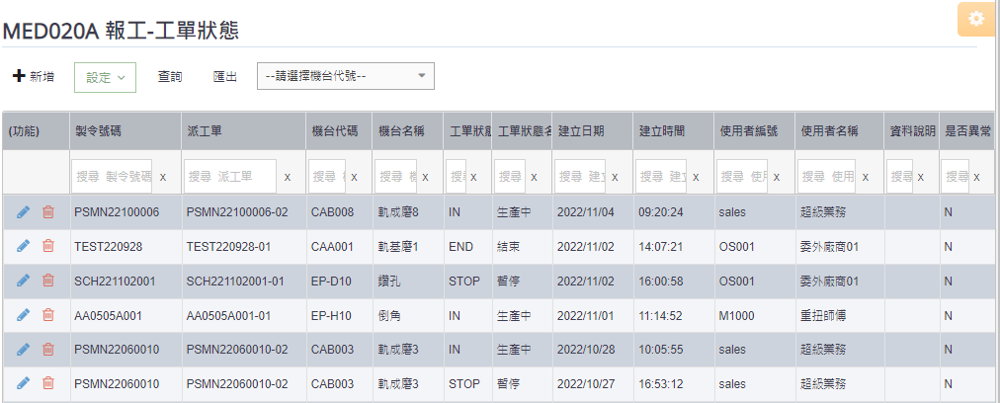 MED020A 報工-工單狀態
新增 設定 查詢 匯出 --請選擇機台代號--
(功能) 製令號碼 派工單 機台代碼 機台名稱 工單狀態 工單狀態名 建立日期 建立時間 使用者編號 使用者名稱 資料說明 是否異常
搜尋 製令號碼 x 搜尋 派工單 x 搜尋 x 搜尋 x 搜 x 搜尋 x 搜尋 建立 x 搜尋 建立 x 搜尋 使用 x 搜尋 使用 x 搜尋 x 搜尋 x
PSMN22100006 PSMN22100006-02 CAB008 軌成磨8 IN 生產中 2022/11/04 09:20:24 sales 超級業務 N
TEST220928 TEST220928-01 CAA001 軌基磨1 END 結束 2022/11/02 14:07:21 OS001 委外廠商01 N
SCH221102001 SCH221102001-01 EP-D10 鑽孔 STOP 暫停 2022/11/02 16:00:58 OS001 委外廠商01 N
AA0505A001 AA0505A001-01 EP-H10 倒角 IN 生產中 2022/11/01 11:14:52 M1000 重扭師傅 N
PSMN22060010 PSMN22060010-02 CAB003 軌成磨3 IN 生產中 2022/10/28 10:05:55 sales 超級業務 N
PSMN22060010 PSMN22060010-02 CAB003 軌成磨3 STOP 暫停 2022/10/27 16:53:12 sales 超級業務 N